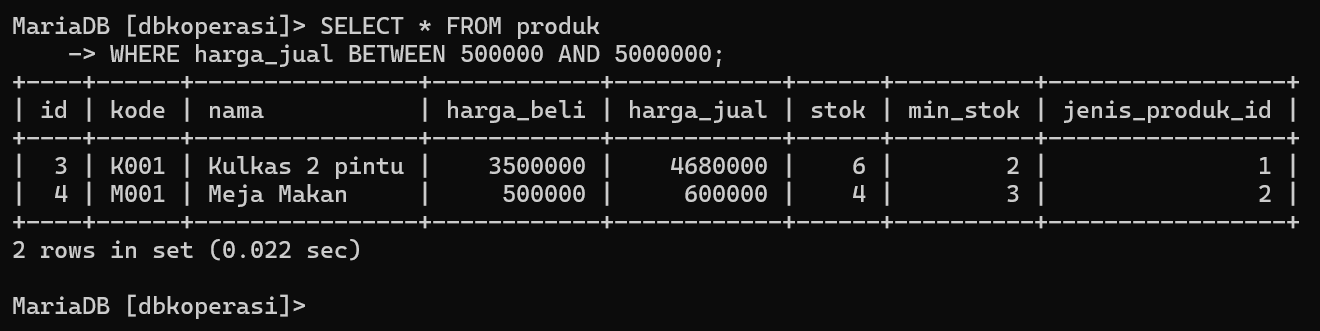 MariaDB [dbkoperasi]> SELECT * FROM produk
    -> WHERE harga_jual BETWEEN 500000 AND 5000000;
+----+------+----------------+------------+------------+------+----------+-----------------+
| id | kode | nama           | harga_beli | harga_jual | stok | min_stok | jenis_produk_id |
+----+------+----------------+------------+------------+------+----------+-----------------+
|  3 | K001 | Kulkas 2 pintu |    3500000 |    4680000 |    6 |        2 |               1 |
|  4 | M001 | Meja Makan     |     500000 |     600000 |    4 |        3 |               2 |
+----+------+----------------+------------+------------+------+----------+-----------------+
2 rows in set (0.022 sec)

MariaDB [dbkoperasi]>